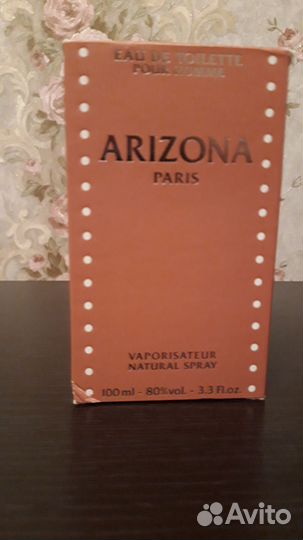 EAU DE TOILETTE
POUR HOMME
ARIZONA
PARIS
VAPORISATEUR
NATURAL SPRAY
100 ml - 80% vol. - 3.3 Fl.oz.
Avito